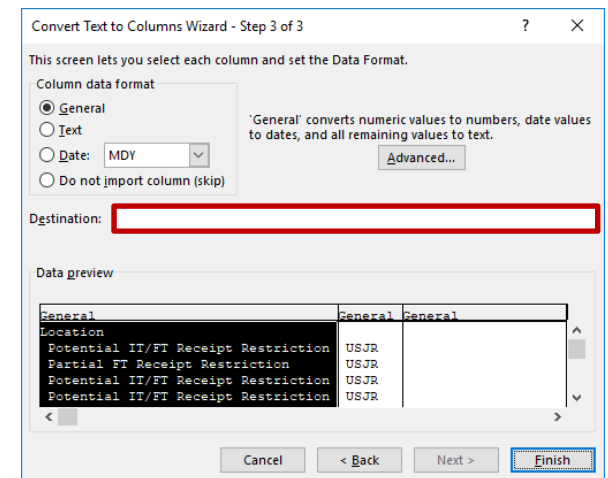 Convert Text to Columns Wizard - Step 3 of 3
?
This screen lets you select each column and set the Data Format.
Column data format
General
Text
Date: MDY
Do not import column (skip)
'General' converts numeric values to numbers, date values
to dates, and all remaining values to text.
Advanced...
Destination:
Data preview
General General General
Location
Potential IT/FT Receipt Restriction USJR
Partial FT Receipt Restriction USJR
Potential IT/FT Receipt Restriction USJR
Potential IT/FT Receipt Restriction USJR
Cancel < Back Next > Finish